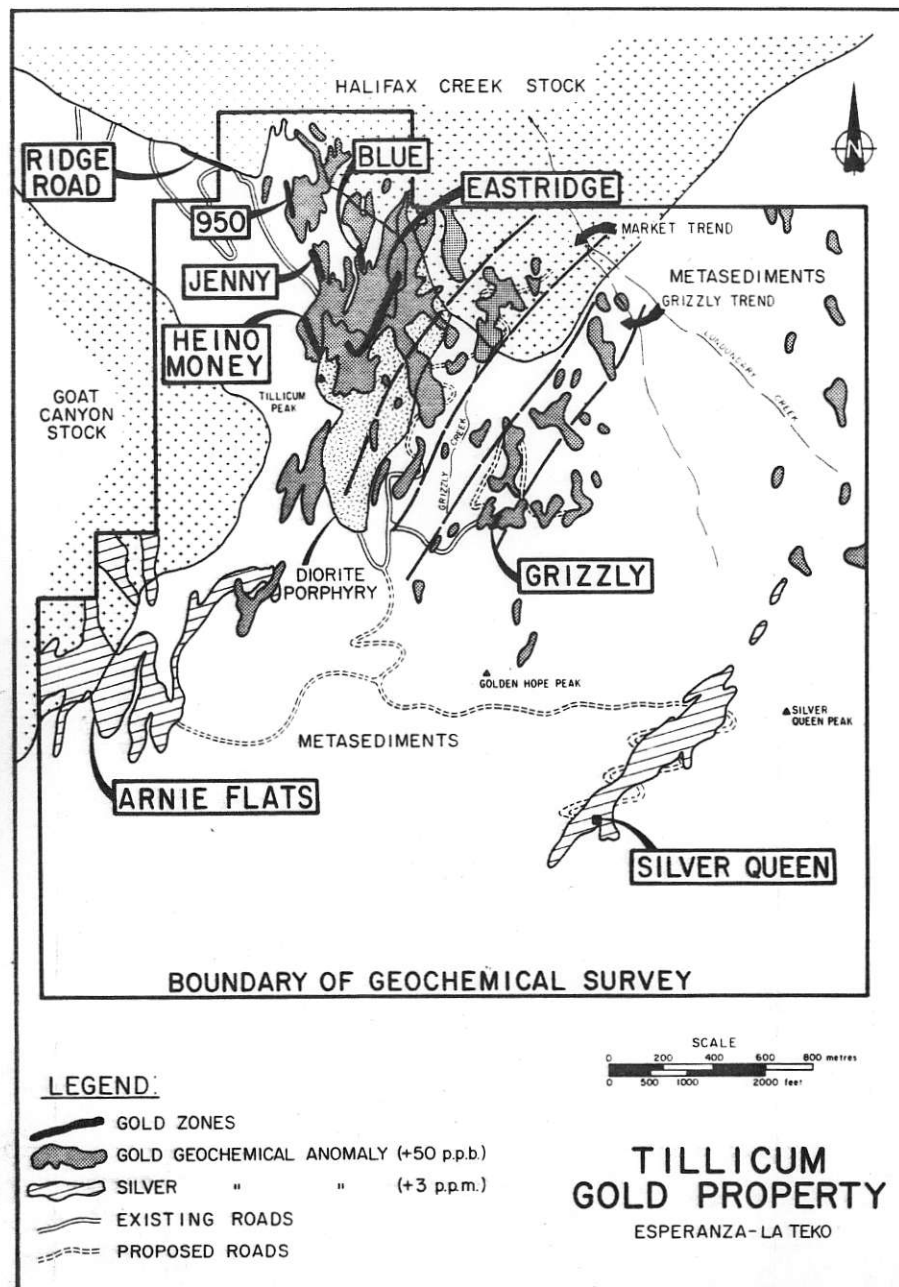 HALIFAX CREEK STOCK
RIDGE
ROAD
BLUE
EASTRIDGE
N
950
MARKET TREND
JENNY
METASEDIMENTS
GRIZZLY TREND
HEINO
MONEY
LONDONERRY
CREEK
GOAT
CANYON
STOCK
TILLICUM
PEAK
GRIZZLY
CREEK
DIORITE
PORPHYRY
GRIZZLY
GOLDEN HOPE PEAK
SILVER
QUEEN PEAK
METASEDIMENTS
ARNIE FLATS
SILVER QUEEN
BOUNDARY OF GEOCHEMICAL SURVEY
SCALE
0 200 400 600 800 metres
0 500 1000 2000 feet
LEGEND:
GOLD ZONES
GOLD GEOCHEMICAL ANOMALY (+50 p.p.b.)
SILVER " " (+3 p.p.m.)
EXISTING ROADS
PROPOSED ROADS
TILLICUM
GOLD PROPERTY
ESPERANZA-LA TEKO